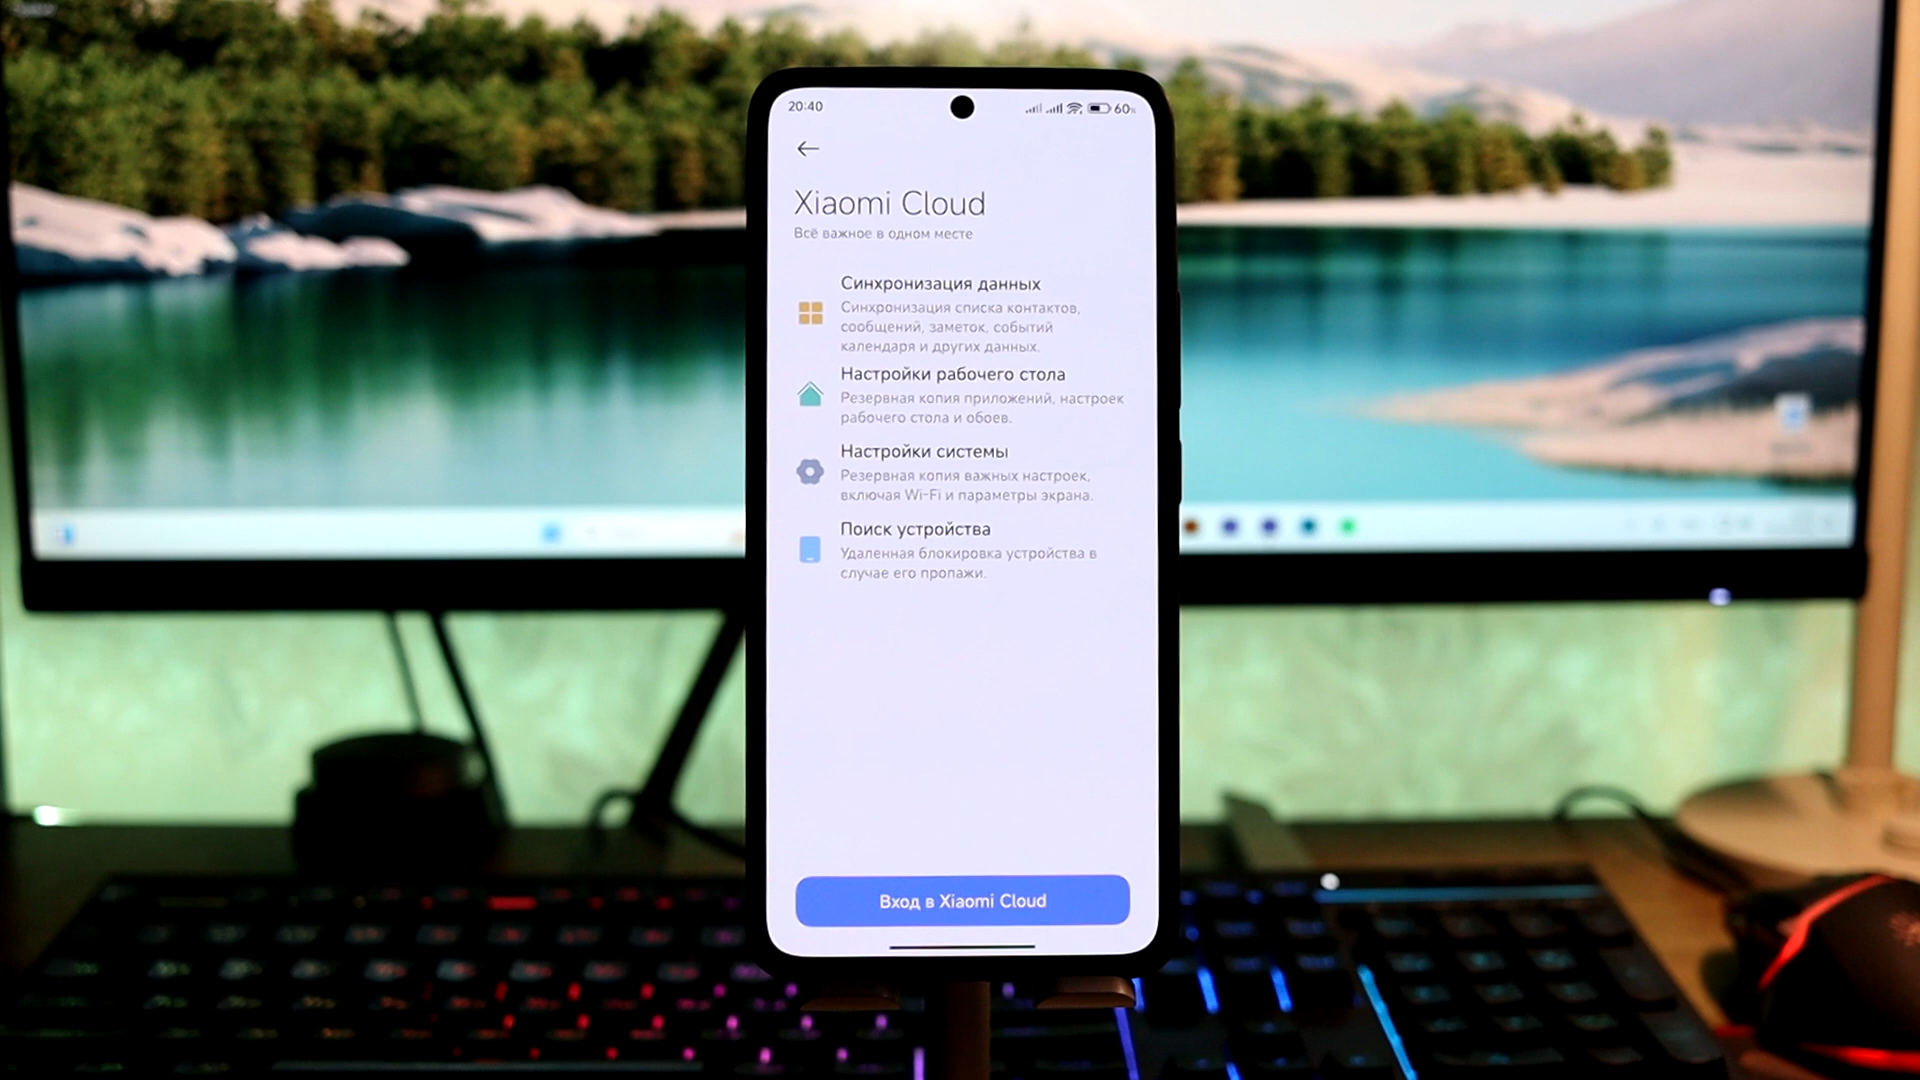 20:40
60%
Xiaomi Cloud
Всё важное в одном месте
Синхронизация данных
Синхронизация списка контактов,
сообщений, заметок, событий
календаря и других данных.
Настройки рабочего стола
Резервная копия приложений, настроек
рабочего стола и обоев.
Настройки системы
Резервная копия важных настроек,
включая Wi-Fi и параметры экрана.
Поиск устройства
Удаленная блокировка устройства в
случае его пропажи.
Вход в Xiaomi Cloud